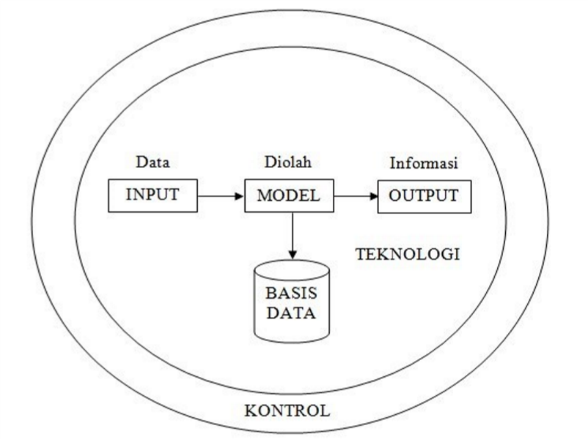 Data
Diolah
Informasi
INPUT
MODEL
OUTPUT
TEKNOLOGI
BASIS
DATA
KONTROL